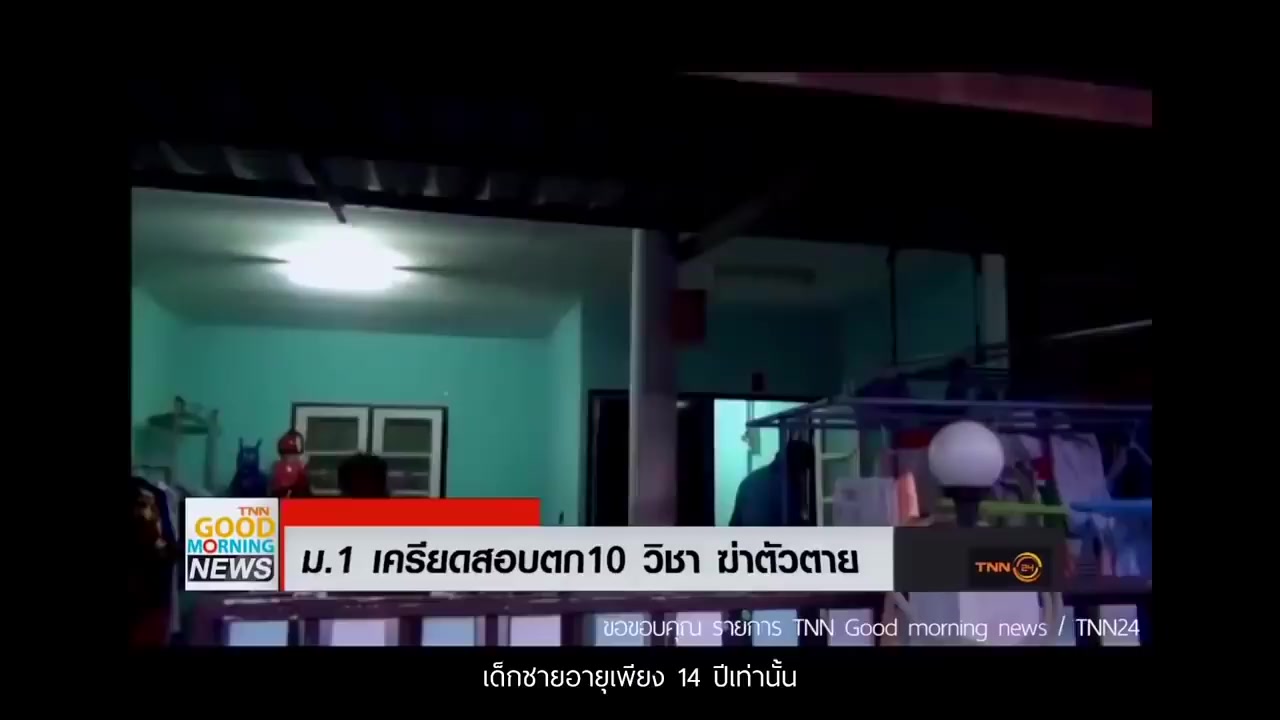 TNN
GOOD
MORNING
NEWS
ม.1 เครียดสอบตก10 วิชา ฆ่าตัวตาย
TNN 24
ขอขอบคุณ รายการ TNN Good morning news / TNN24
เด็กชายอายุเพียง 14 ปีเท่านั้น